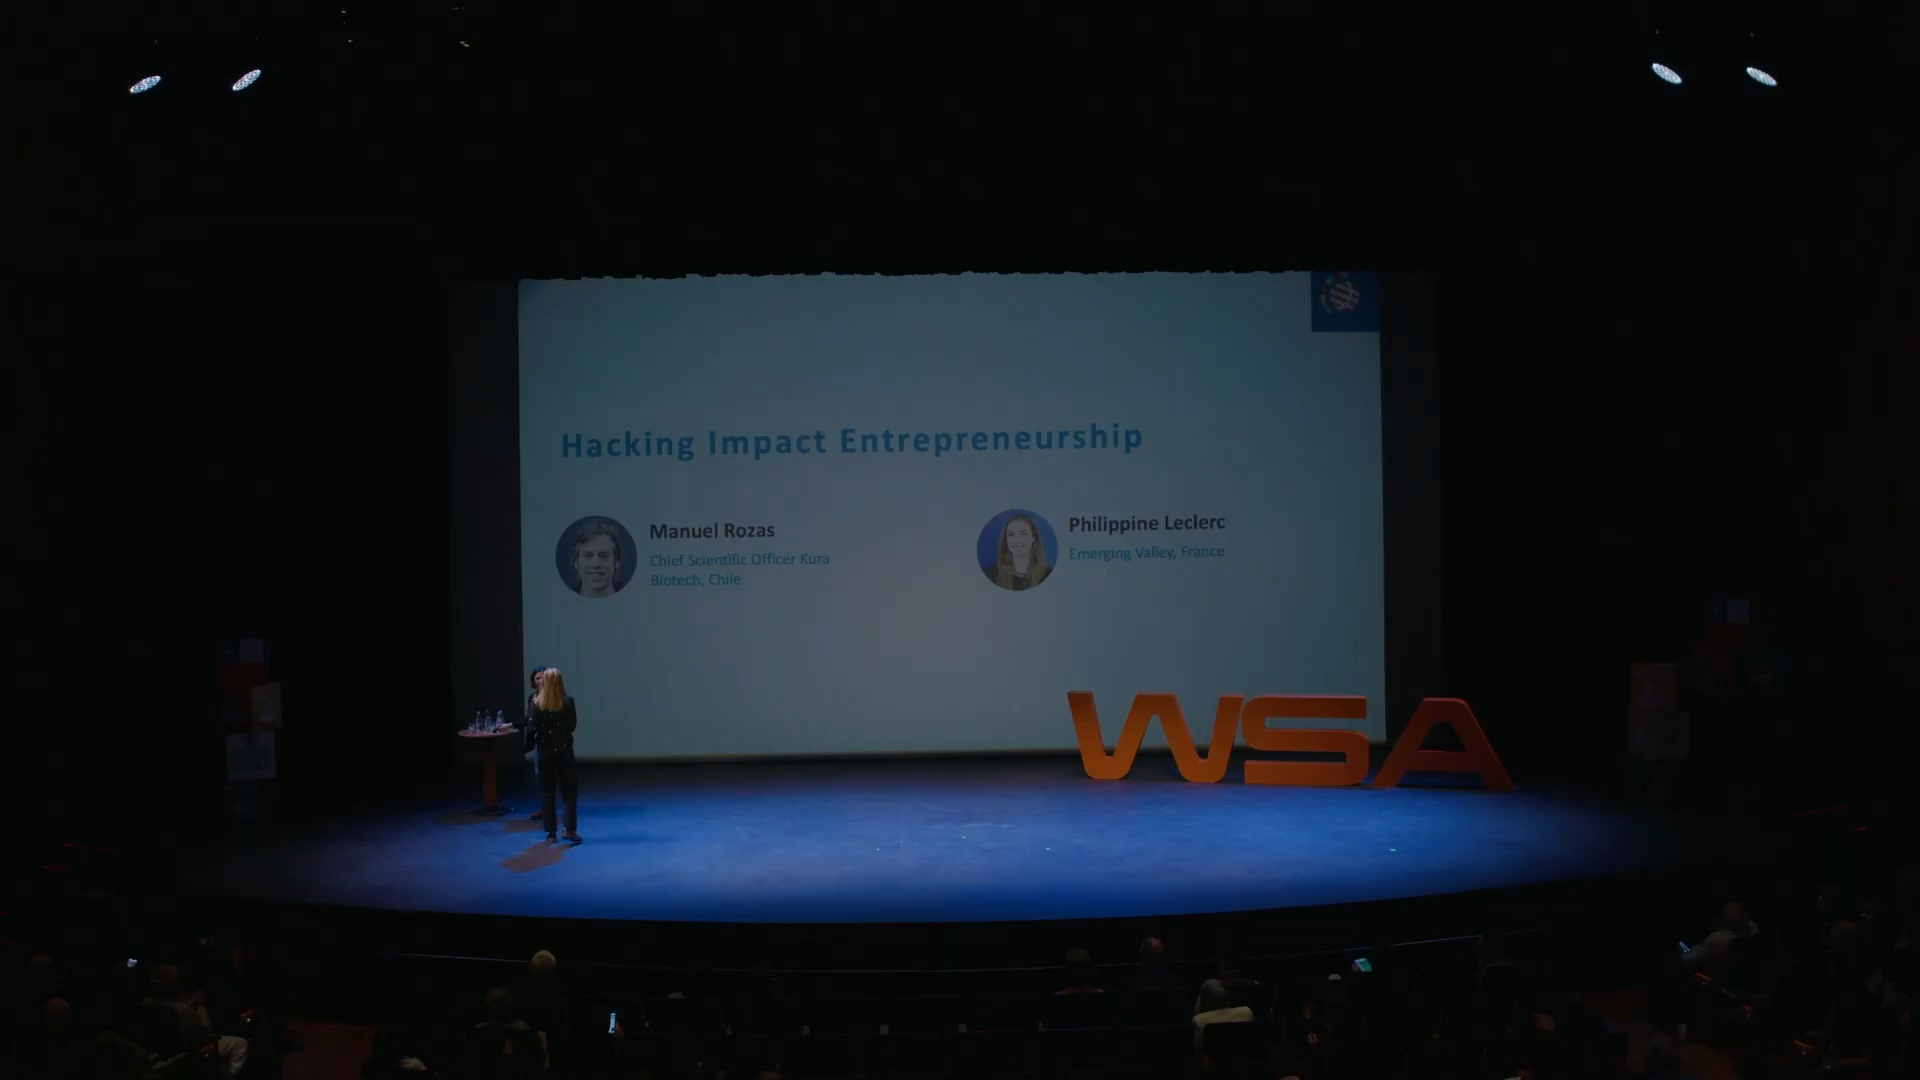 Hacking Impact Entrepreneurship
Manuel Rozas
Chief Scientific Officer Kura
Biotech, Chile
Philippine Leclerc
Emerging Valley, France
WSA